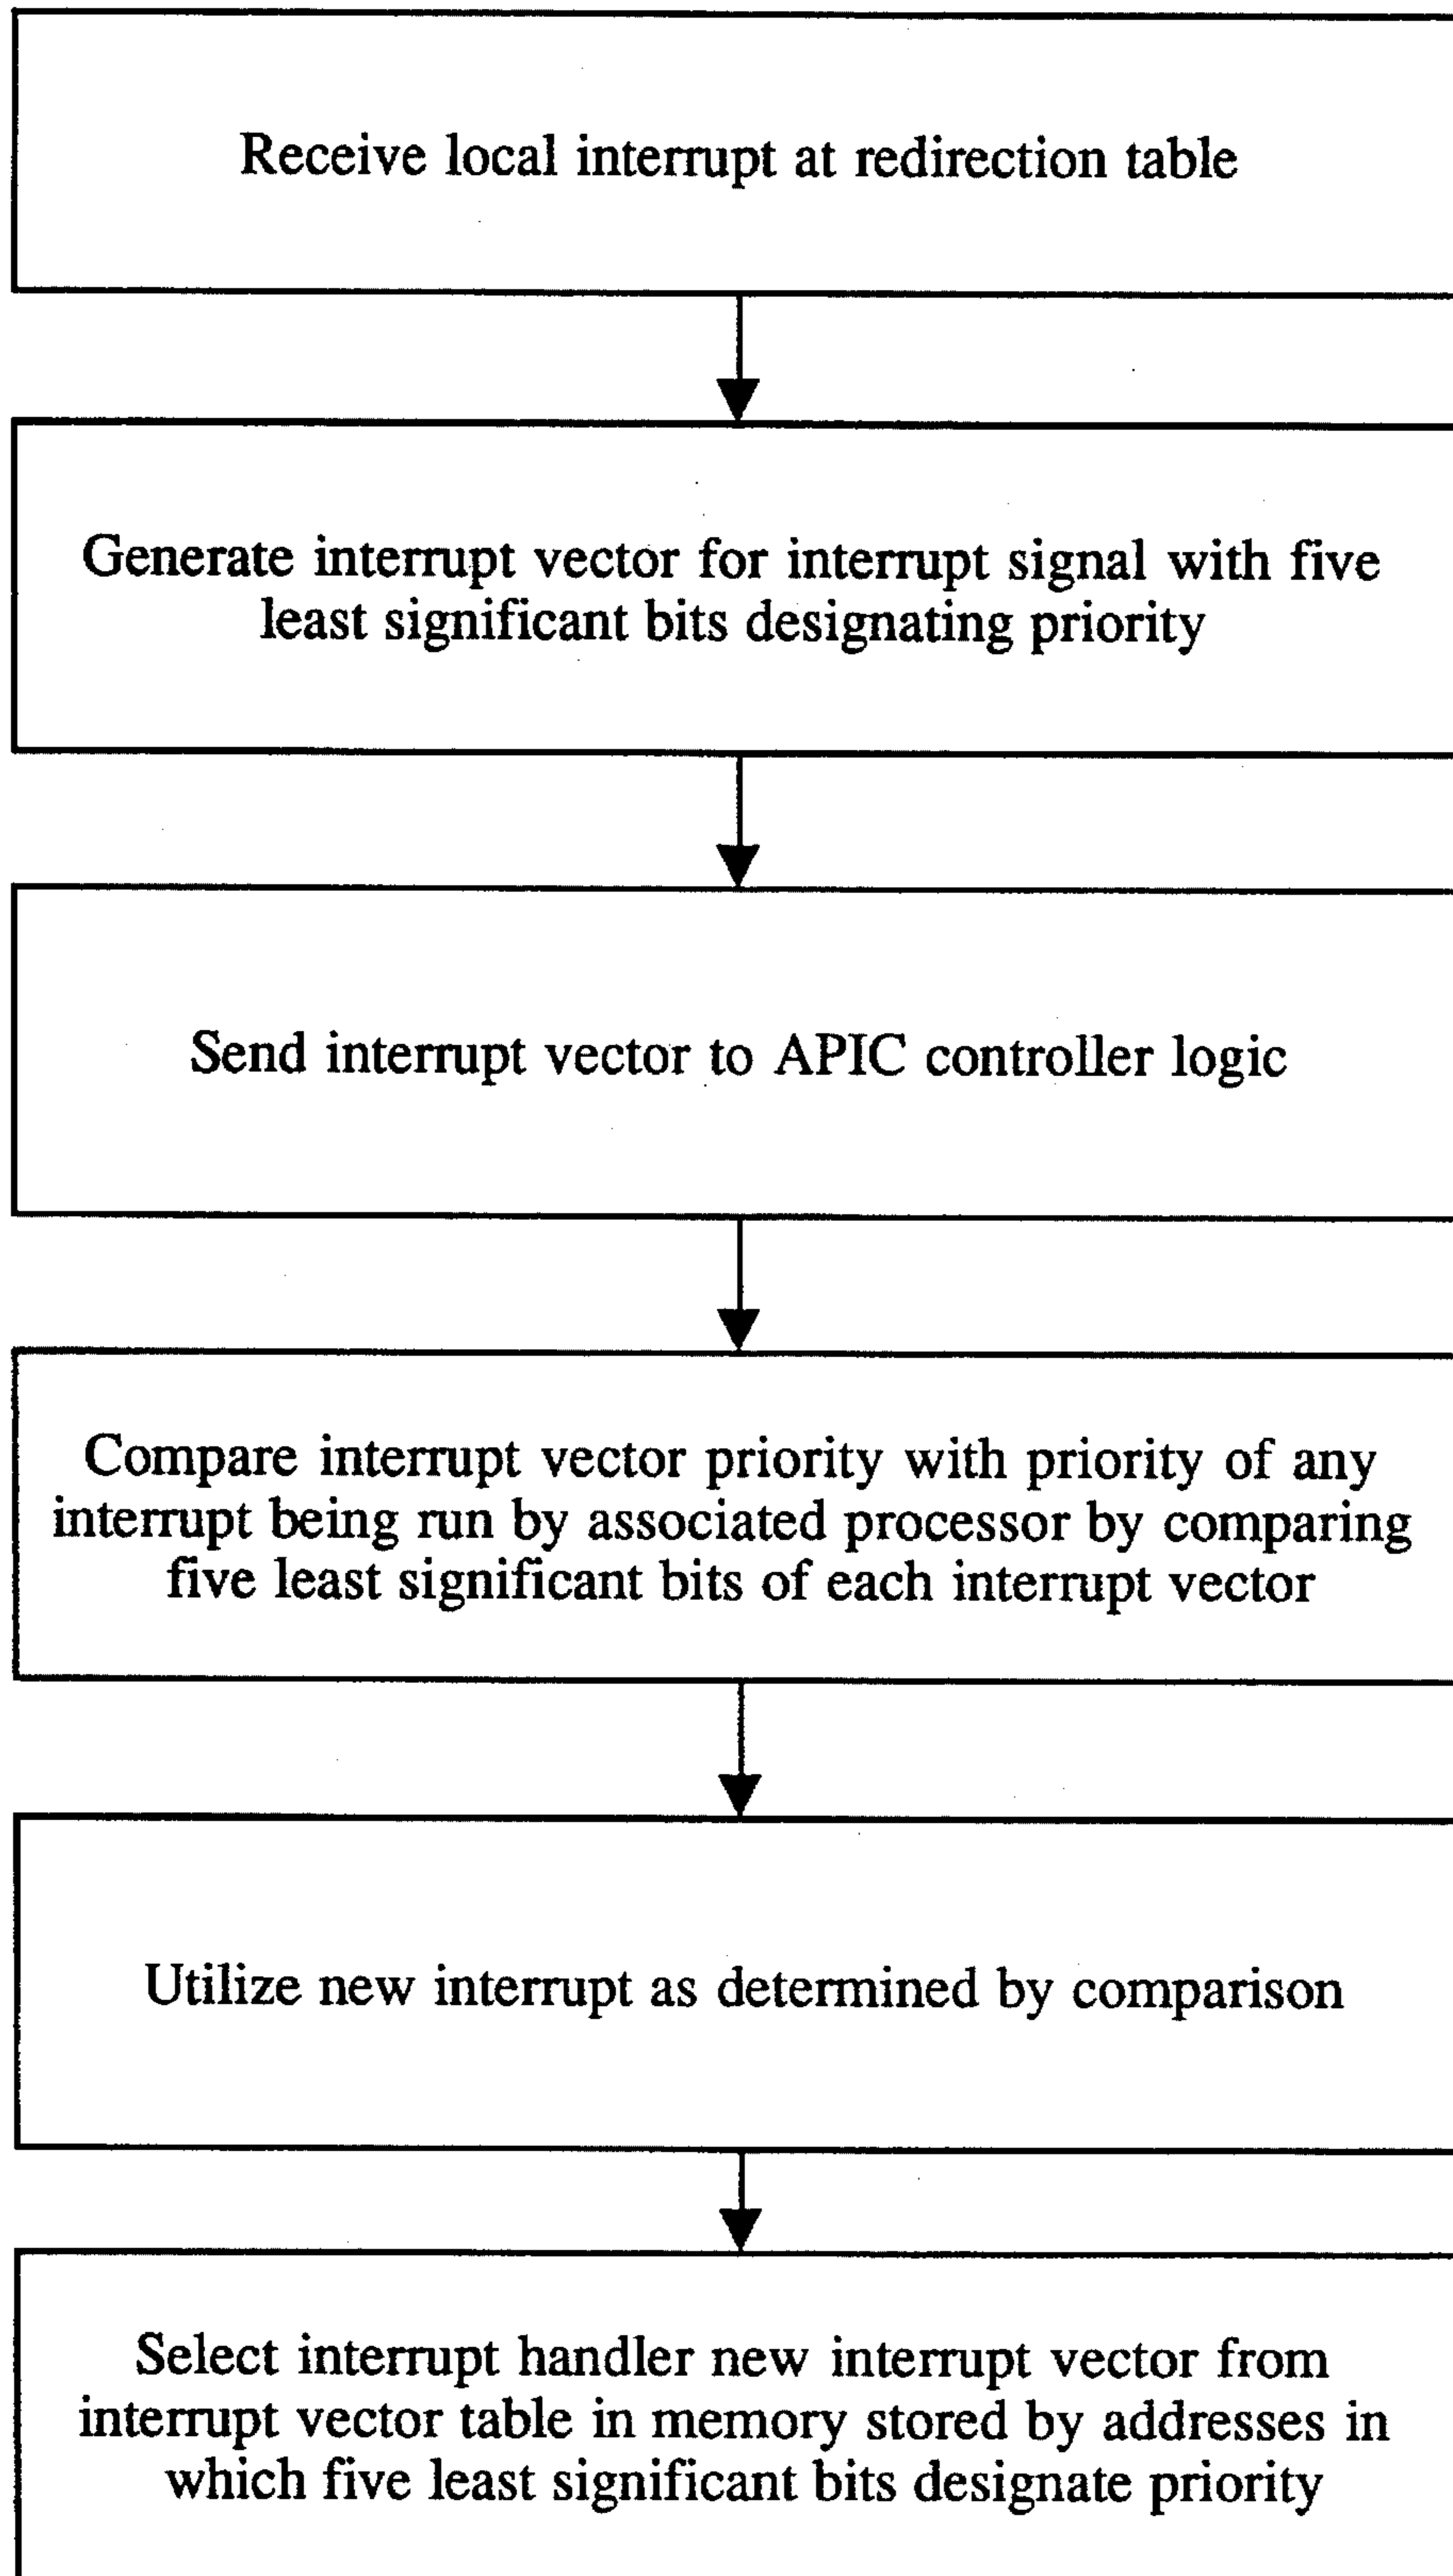 Receive local interrupt at redirection table
Generate interrupt vector for interrupt signal with five
least significant bits designating priority
Send interrupt vector to APIC controller logic
Compare interrupt vector priority with priority of any
interrupt being run by associated processor by comparing
five least significant bits of each interrupt vector
Utilize new interrupt as determined by comparison
Select interrupt handler new interrupt vector from
interrupt vector table in memory stored by addresses in
which five least significant bits designate priority